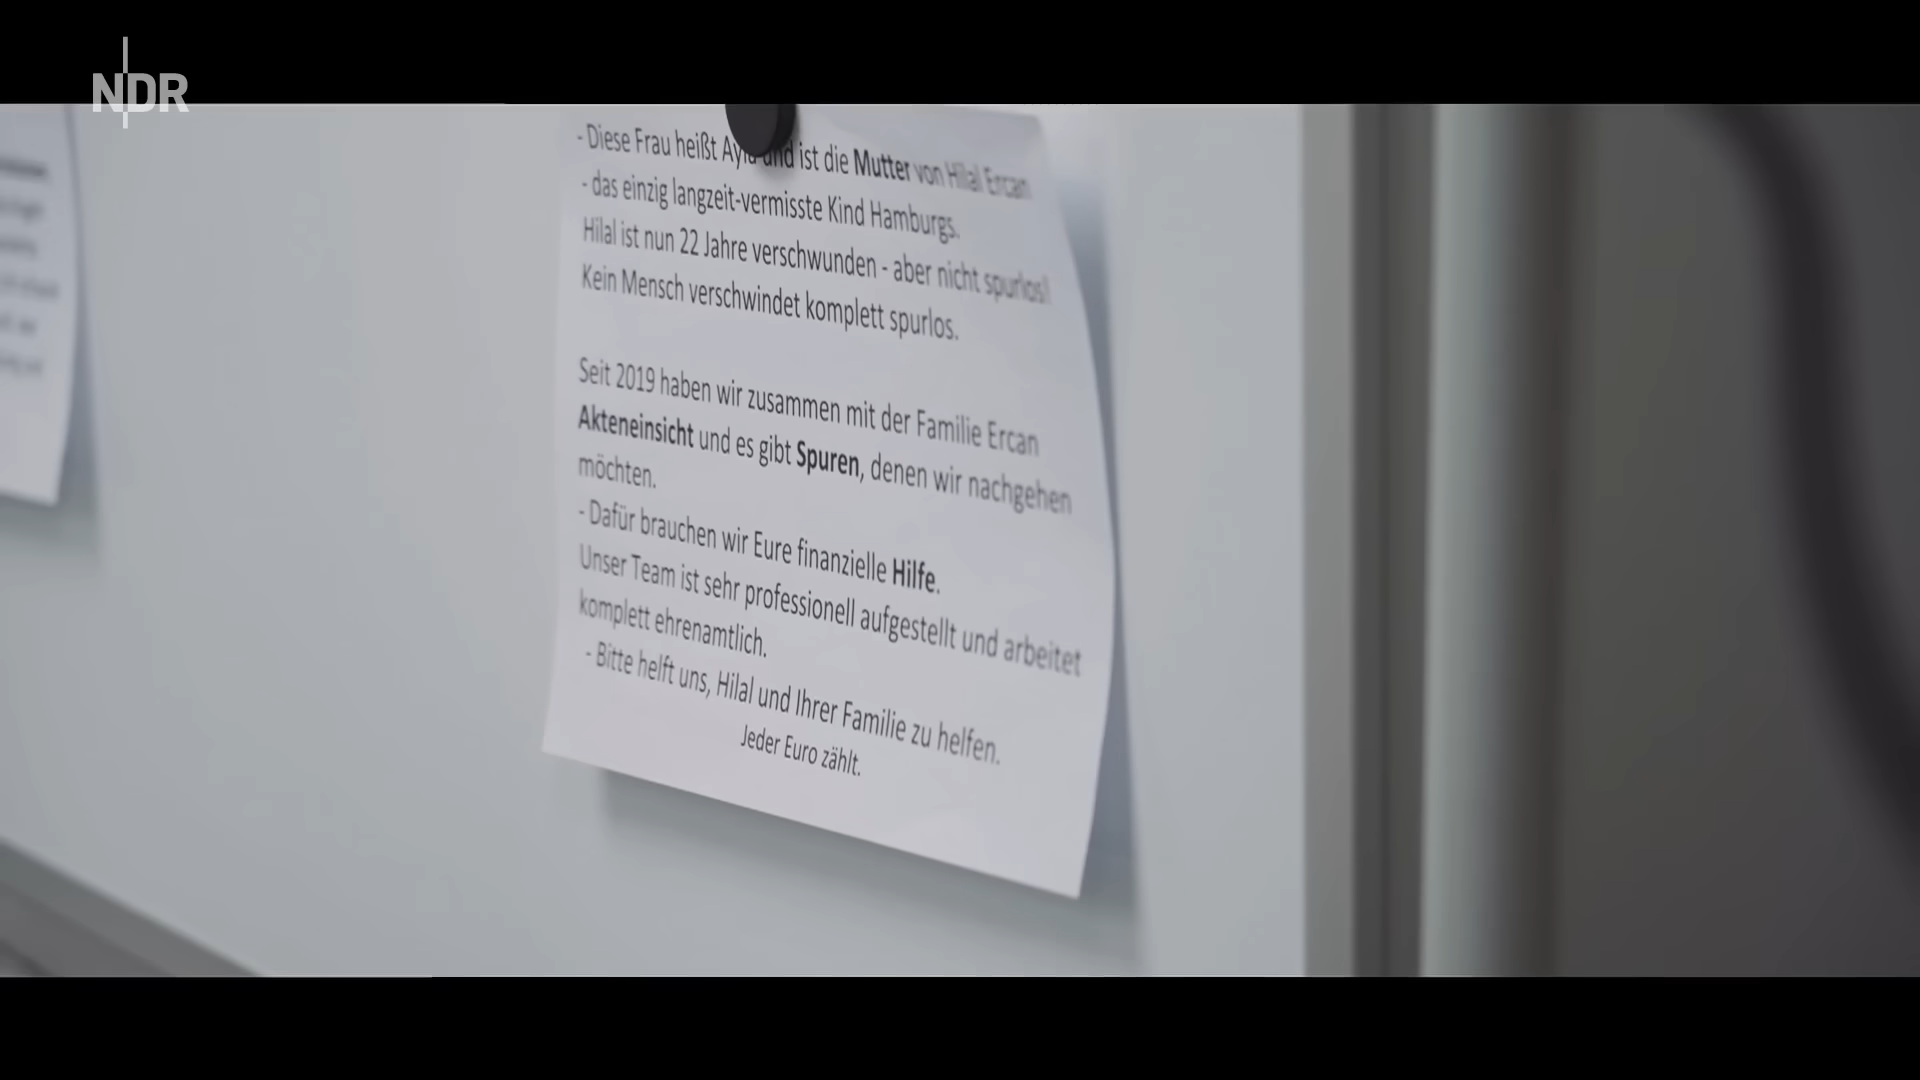 NDR
- Diese Frau heißt Ayla und ist die Mutter von Hilal Ercan
- das einzig langzeit-vermisste Kind Hamburgs.
Hilal ist nun 22 Jahre verschwunden - aber nicht spurlos!
Kein Mensch verschwindet komplett spurlos.
Seit 2019 haben wir zusammen mit der Familie Ercan
Akteneinsicht und es gibt Spuren, denen wir nachgehen
möchten.
- Dafür brauchen wir Eure finanzielle Hilfe.
Unser Team ist sehr professionell aufgestellt und arbeitet
komplett ehrenamtlich.
- Bitte helft uns, Hilal und Ihrer Familie zu helfen.
Jeder Euro zählt.